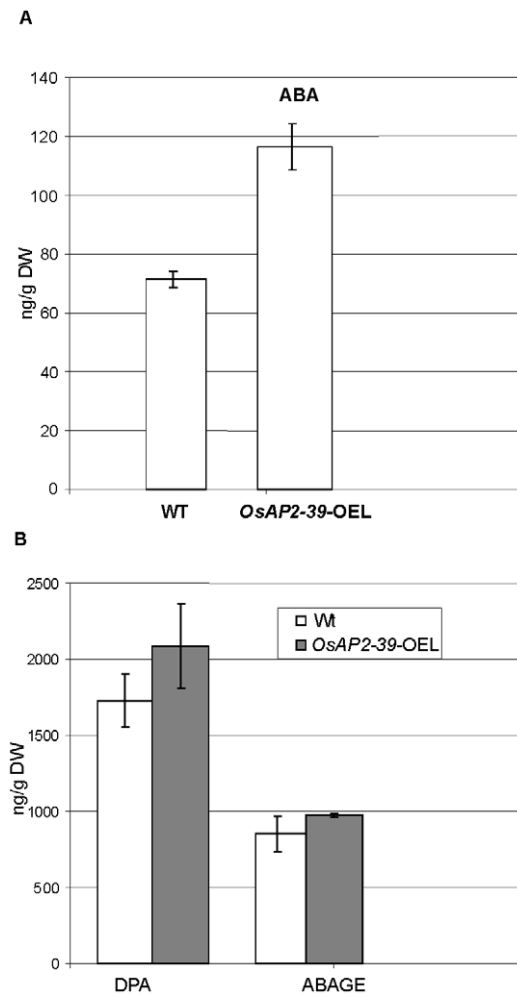 A
140
ABA
120
100
80
60
40
20
0
ng/g DW
WT OsAP2-39-OEL
B
2500
Wt
OsAP2-39-OEL
2000
1500
1000
500
0
ng/g DW
DPA ABAGE